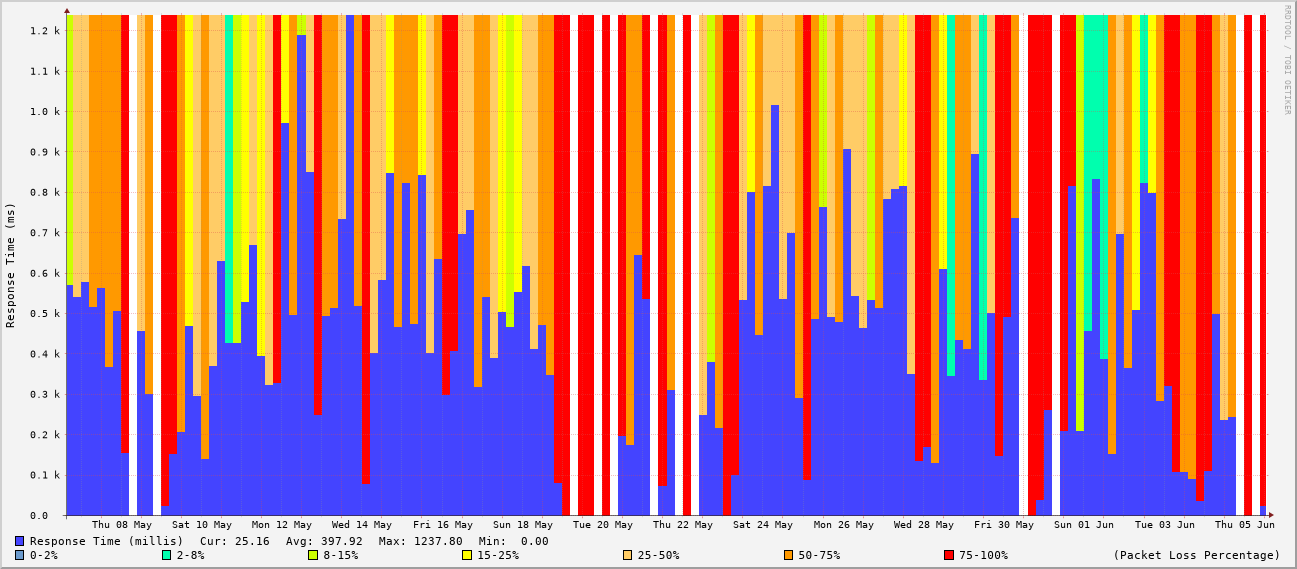 1.2 k
1.1 k
1.0 k
0.9 k
0.8 k
0.7 k
0.6 k
0.5 k
0.4 k
0.3 k
0.2 k
0.1 k
0.0
Response Time (ms)
RRDTOOL / TOBI OETIKER
Thu 08 May Sat 10 May Mon 12 May Wed 14 May Fri 16 May Sun 18 May Tue 20 May Thu 22 May Sat 24 May Mon 26 May Wed 28 May Fri 30 May Sun 01 Jun Tue 03 Jun Thu 05 Jun
Response Time (millis) Cur: 25.16 Avg: 397.92 Max: 1237.80 Min: 0.00
0-2% 2-8% 8-15% 15-25% 25-50% 50-75% 75-100% (Packet Loss Percentage)